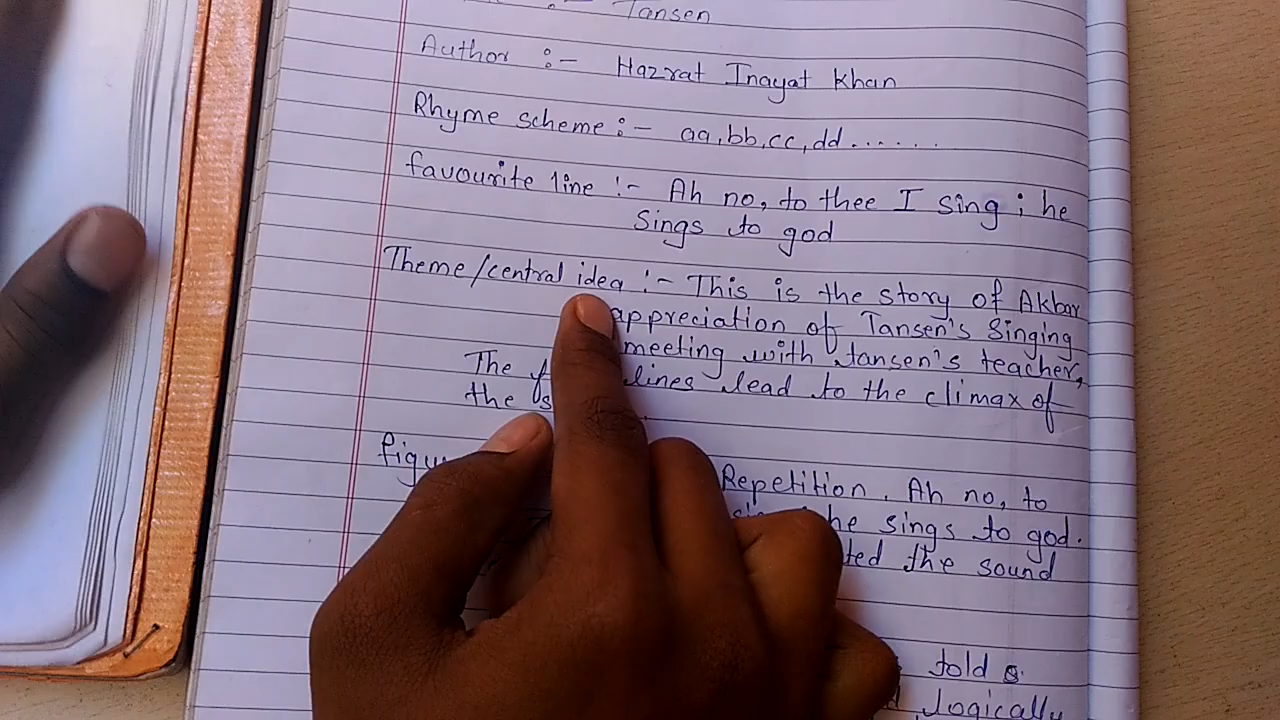 :- Tansen
Author :- Hazrat Inayat Khan
Rhyme scheme :- aa,bb,cc,dd......
favourite line :- Ah no, to thee I sing ; he
Sings to god
Theme/central idea :- This is the story of Akbar
appreciation of Tansen's Singing
meeting with tansen's teacher,
The lines lead to the climax of
the
Repetition. Ah no, to
he sings to god.
the sound
told
logically